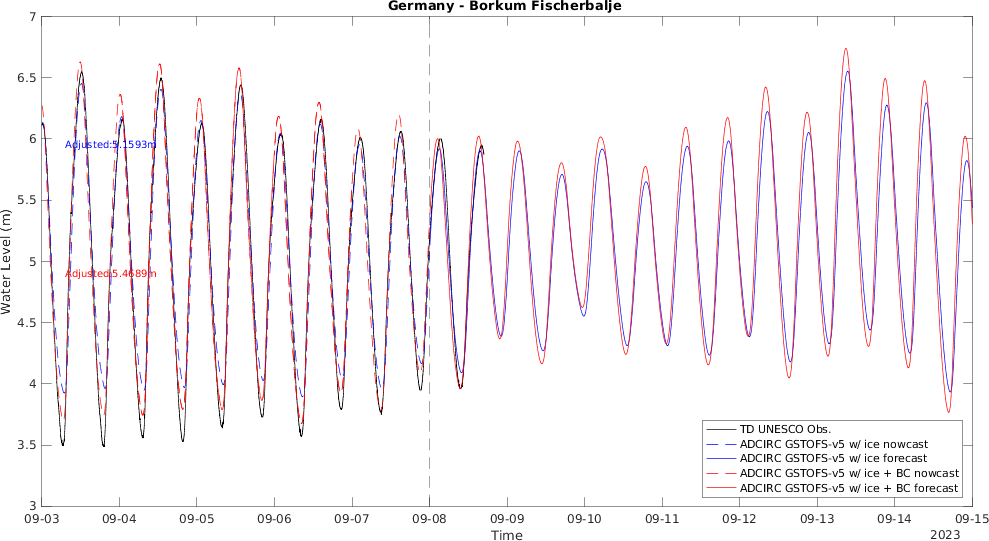 Germany - Borkum Fischerbalje
7
6.5
6
5.5
5
4.5
4
3.5
3
Water Level (m)
Adjusted:5.1593m
Adjusted:5.4689m
TD UNESCO Obs.
ADCIRC GSTOFS-v5 w/ ice nowcast
ADCIRC GSTOFS-v5 w/ ice forecast
ADCIRC GSTOFS-v5 w/ ice + BC nowcast
ADCIRC GSTOFS-v5 w/ ice + BC forecast
09-03 09-04 09-05 09-06 09-07 09-08 09-09 09-10 09-11 09-12 09-13 09-14 09-15
Time
2023